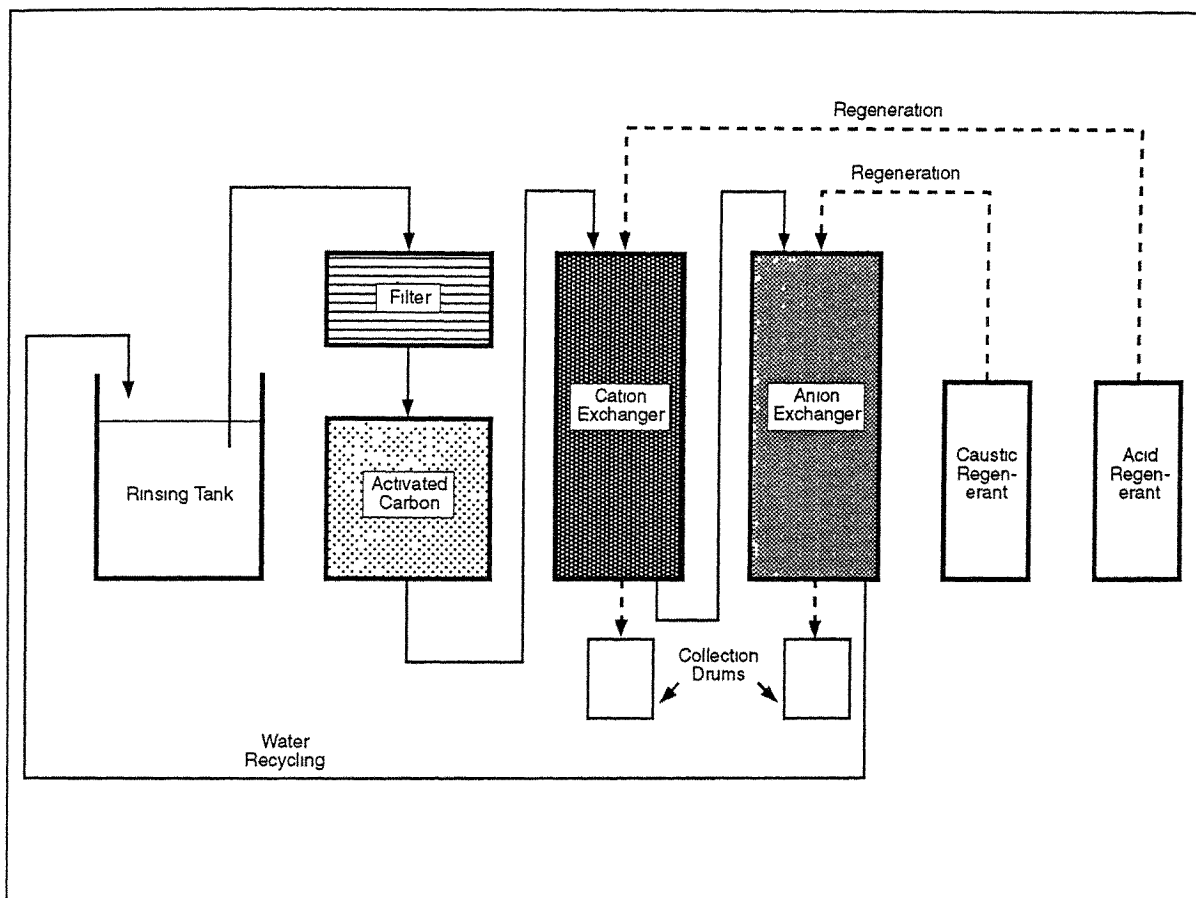 Regeneration
Regeneration
Filter
Cation
Exchanger
Anion
Exchanger
Caustic
Regen-
erant
Acid
Regen-
erant
Rinsing Tank
Activated
Carbon
Collection
Drums
Water
Recycling